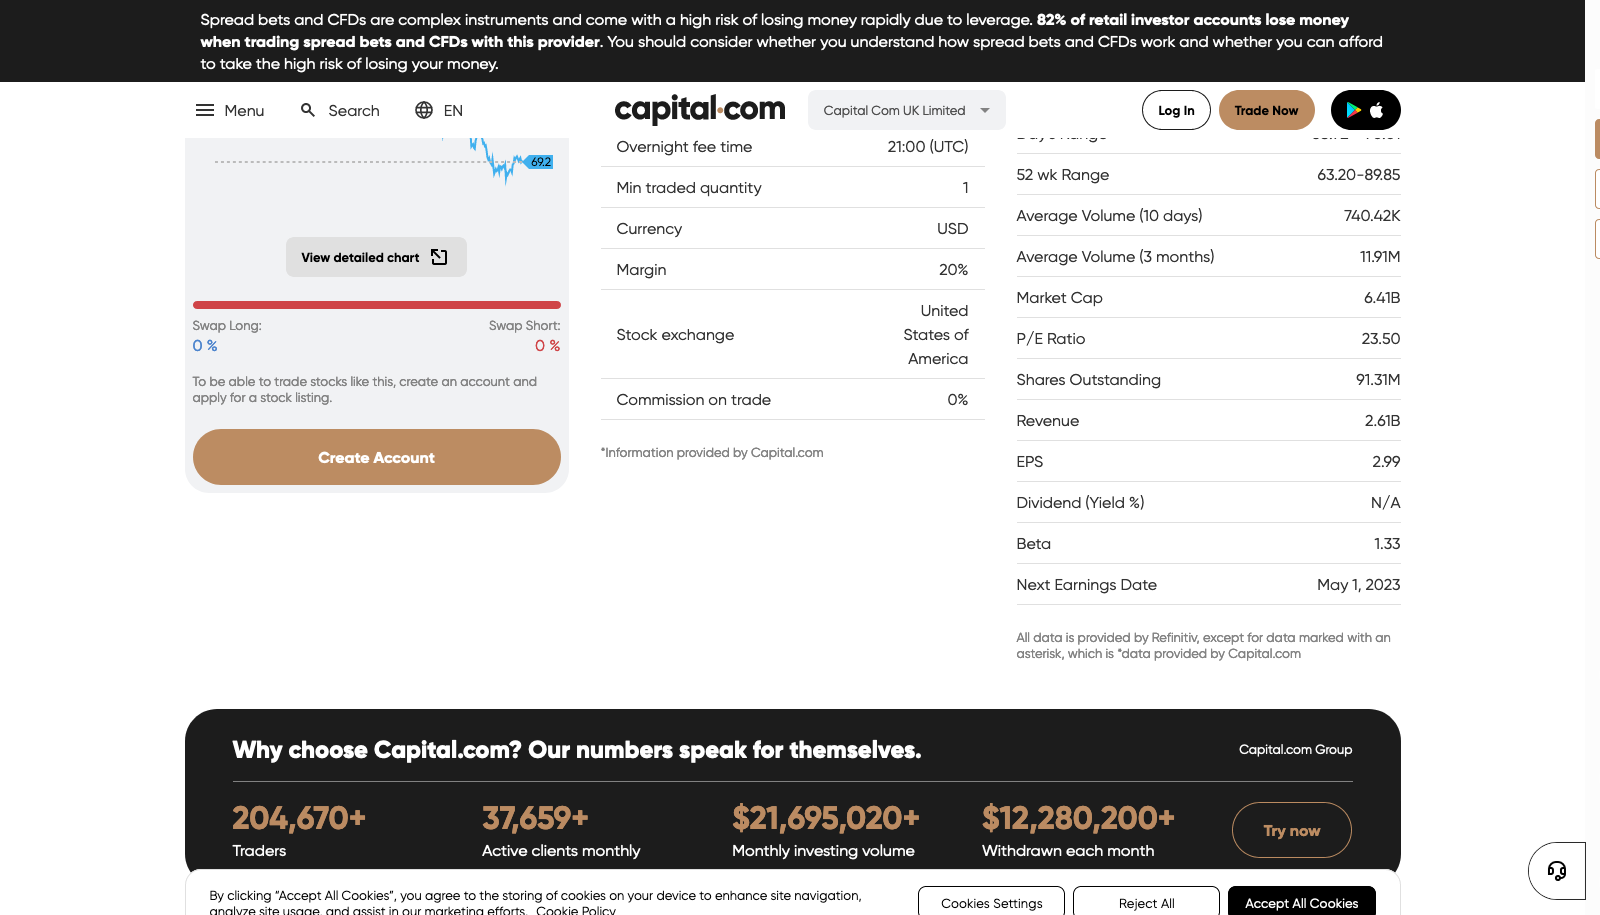 Spread bets and CFDs are complex instruments and come with a high risk of losing money rapidly due to leverage. 82% of retail investor accounts lose money
when trading spread bets and CFDs with this provider. You should consider whether you understand how spread bets and CFDs work and whether you can afford
to take the high risk of losing your money.
Menu Search EN capital.com Capital Com UK Limited Log In Trade Now
69.2
View detailed chart
Swap Long: Swap Short:
0 % 0 %
To be able to trade stocks like this, create an account and
apply for a stock listing.
Create Account
Overnight fee time 21:00 (UTC)
Min traded quantity 1
Currency USD
Margin 20%
Stock exchange United
States of
America
Commission on trade 0%
*Information provided by Capital.com
52 wk Range 63.20-89.85
Average Volume (10 days) 740.42K
Average Volume (3 months) 11.91M
Market Cap 6.41B
P/E Ratio 23.50
Shares Outstanding 91.31M
Revenue 2.61B
EPS 2.99
Dividend (Yield %) N/A
Beta 1.33
Next Earnings Date May 1, 2023
All data is provided by Refinitiv, except for data marked with an
asterisk, which is *data provided by Capital.com
Why choose Capital.com? Our numbers speak for themselves. Capital.com Group
204,670+ 37,659+ $21,695,020+ $12,280,200+ Try now
Traders Active clients monthly Monthly investing volume Withdrawn each month
By clicking “Accept All Cookies”, you agree to the storing of cookies on your device to enhance site navigation,
analyze site usage, and assist in our marketing efforts. Cookie Policy
Cookies Settings Reject All Accept All Cookies